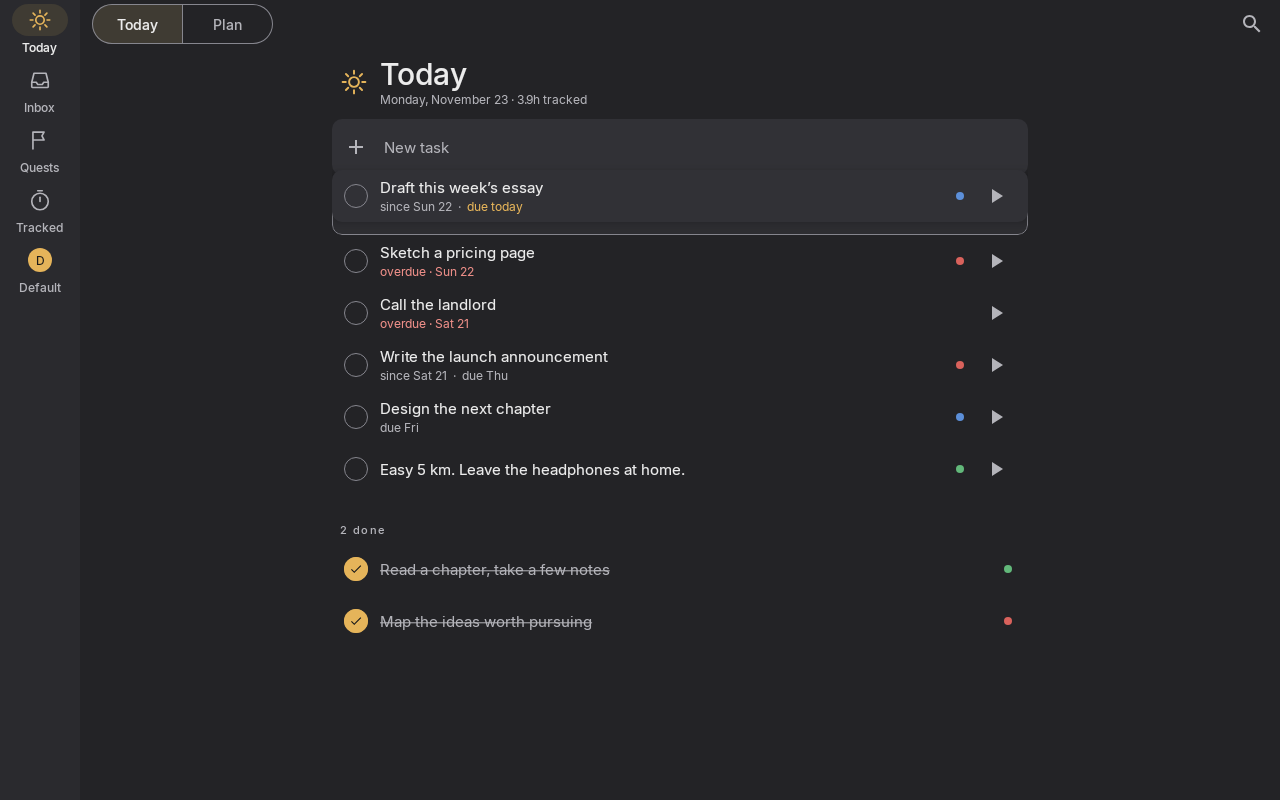 Today
Inbox
Quests
Tracked
D
Default
Today
Plan
Today
Monday, November 23 · 3.9h tracked
New task
Draft this week’s essay
since Sun 22 · due today
Sketch a pricing page
overdue · Sun 22
Call the landlord
overdue · Sat 21
Write the launch announcement
since Sat 21 · due Thu
Design the next chapter
due Fri
Easy 5 km. Leave the headphones at home.
2 done
Read a chapter, take a few notes
Map the ideas worth pursuing